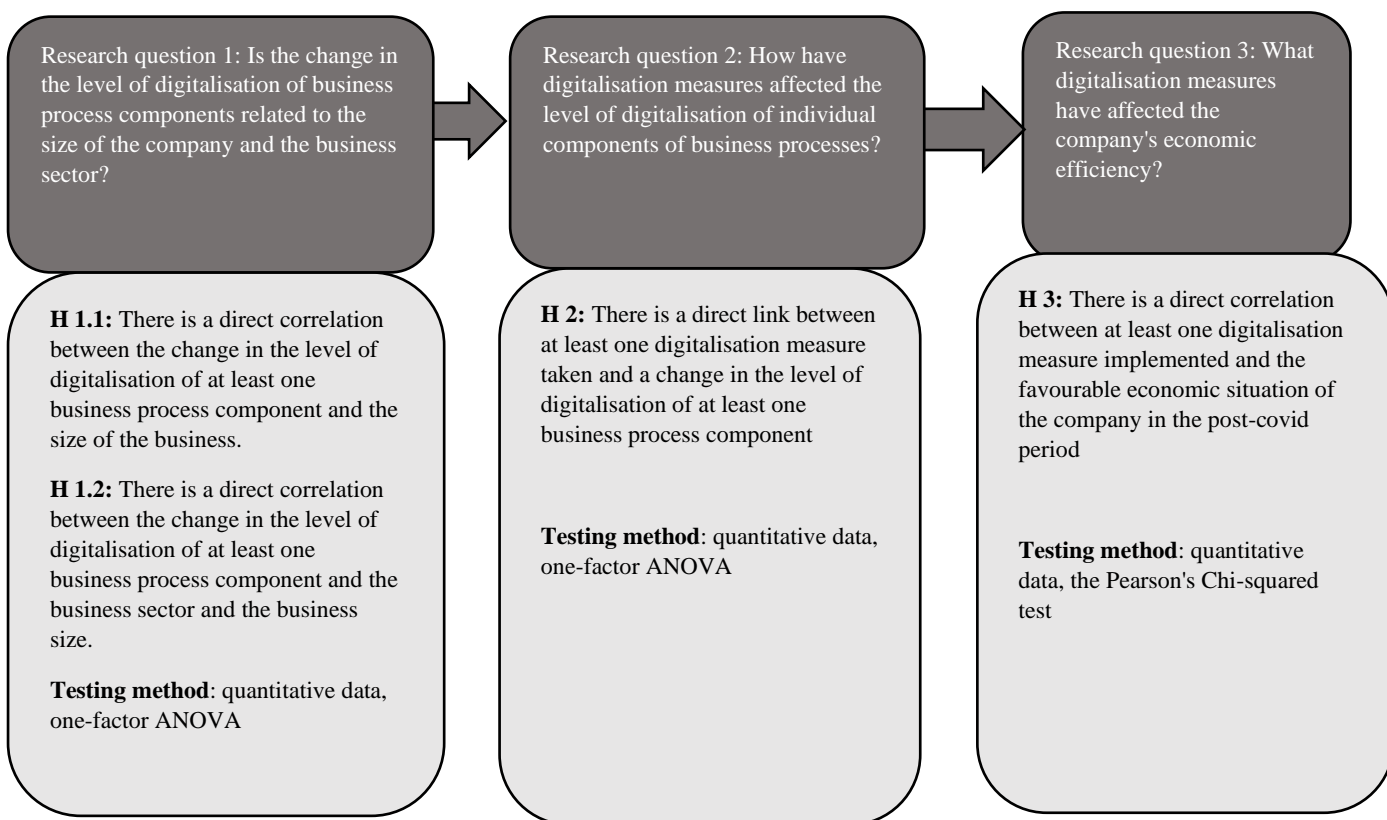 Research question 1: Is the change in
the level of digitalisation of business
process components related to the
size of the company and the business
sector?
Research question 2: How have
digitalisation measures affected the
level of digitalisation of individual
components of business processes?
Research question 3: What
digitalisation measures
have affected the
company's economic
efficiency?
H 1.1: There is a direct correlation
between the change in the level of
digitalisation of at least one
business process component and the
size of the business.
H 1.2: There is a direct correlation
between the change in the level of
digitalisation of at least one
business process component and the
business sector and the business
size.
Testing method: quantitative data,
one-factor ANOVA
H 2: There is a direct link between
at least one digitalisation measure
taken and a change in the level of
digitalisation of at least one
business process component
Testing method: quantitative data,
one-factor ANOVA
H 3: There is a direct correlation
between at least one digitalisation
measure implemented and the
favourable economic situation of
the company in the post-covid
period
Testing method: quantitative
data, the Pearson's Chi-squared
test